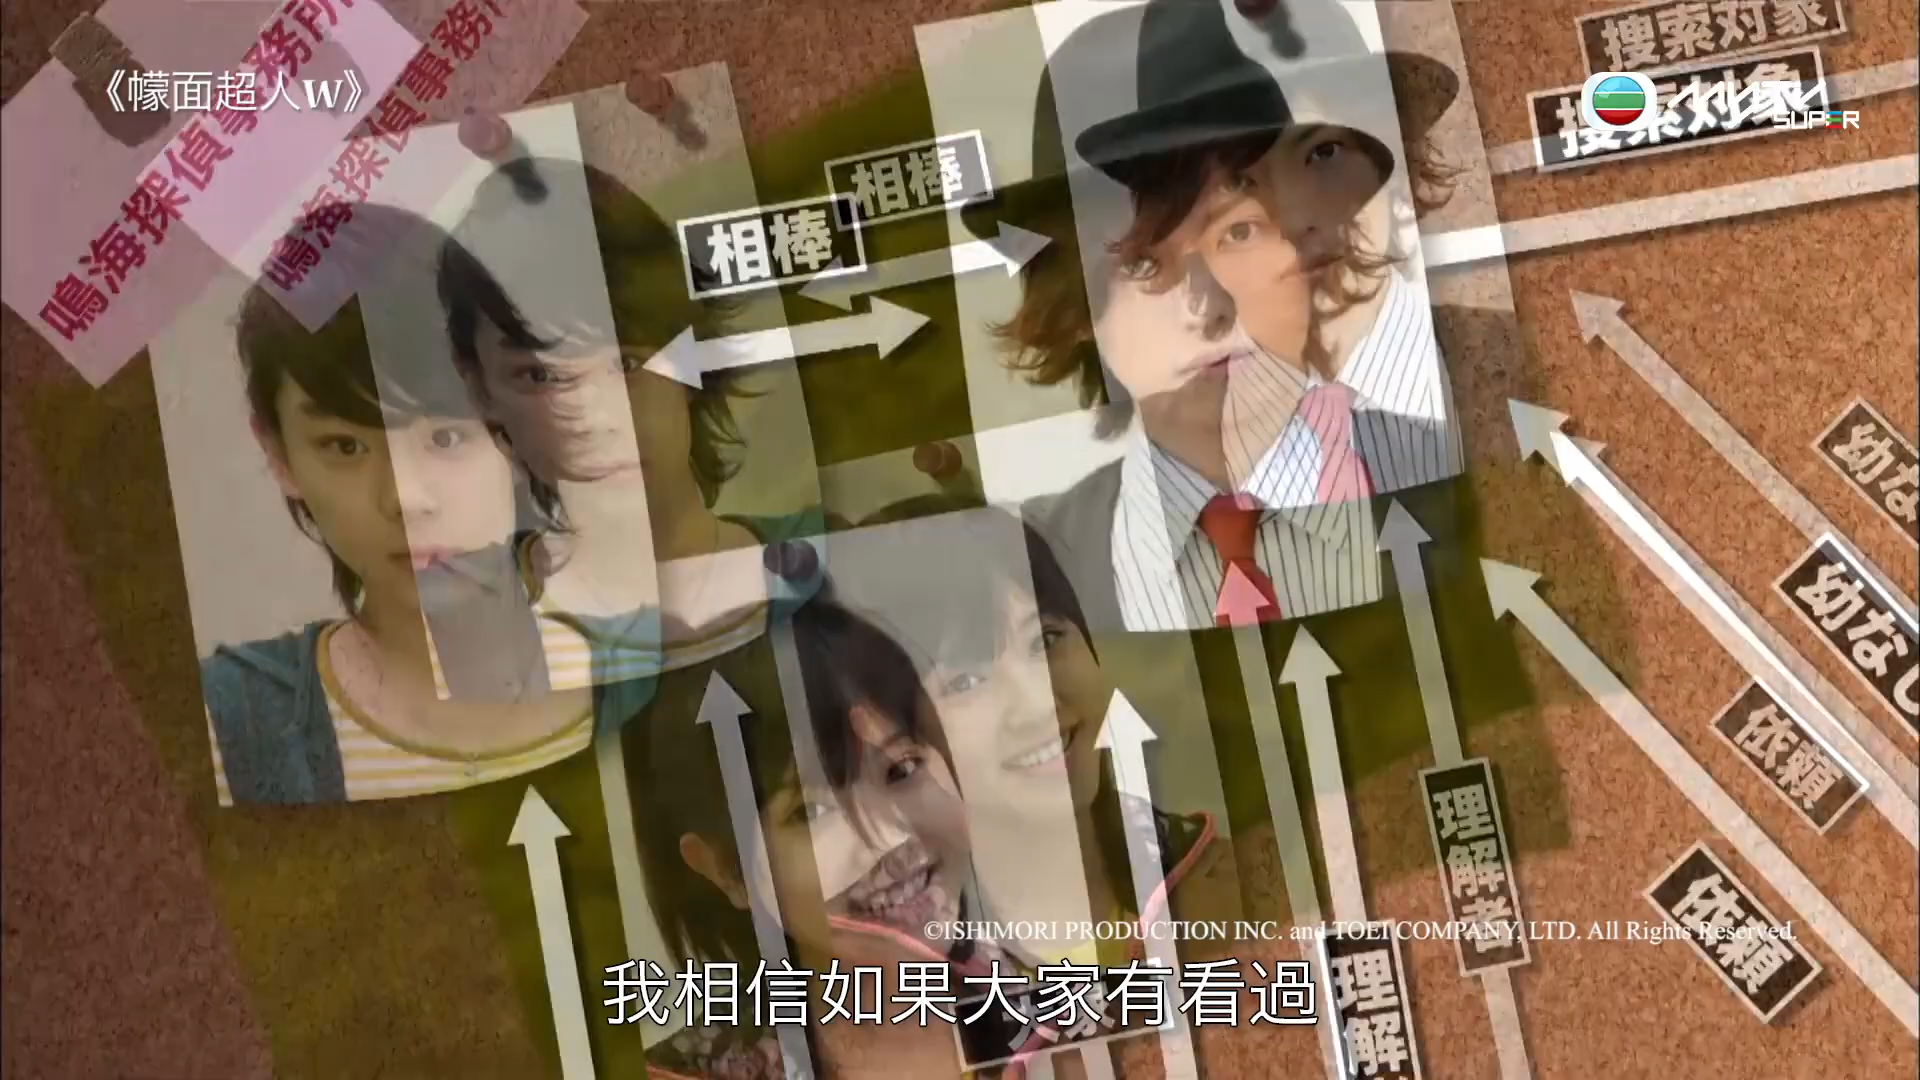 《幪面超人W》
鳴海探偵事務所
鳴海探偵事務所
搜索対象
搜索対象
SUPER
相棒
相棒
幼な
幼なじ
依頼
依頼
理解者
理解
大家
©ISHIMORI PRODUCTION INC. and TOEI COMPANY, LTD. All Rights Reserved.
我相信如果大家有看過